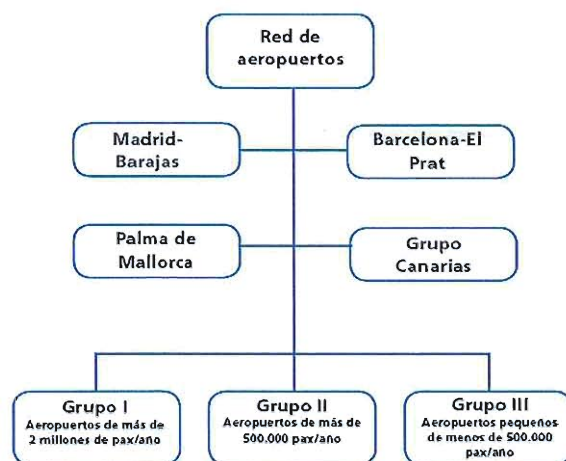 Red de
aeropuertos
Madrid-
Barajas
Barcelona-El
Prat
Palma de
Mallorca
Grupo
Canarias
Grupo I
Aeropuertos de más de
2 millones de pax/año
Grupo II
Aeropuertos de más de
500.000 pax/año
Grupo III
Aeropuertos pequeños
de menos de 500.000
pax/año